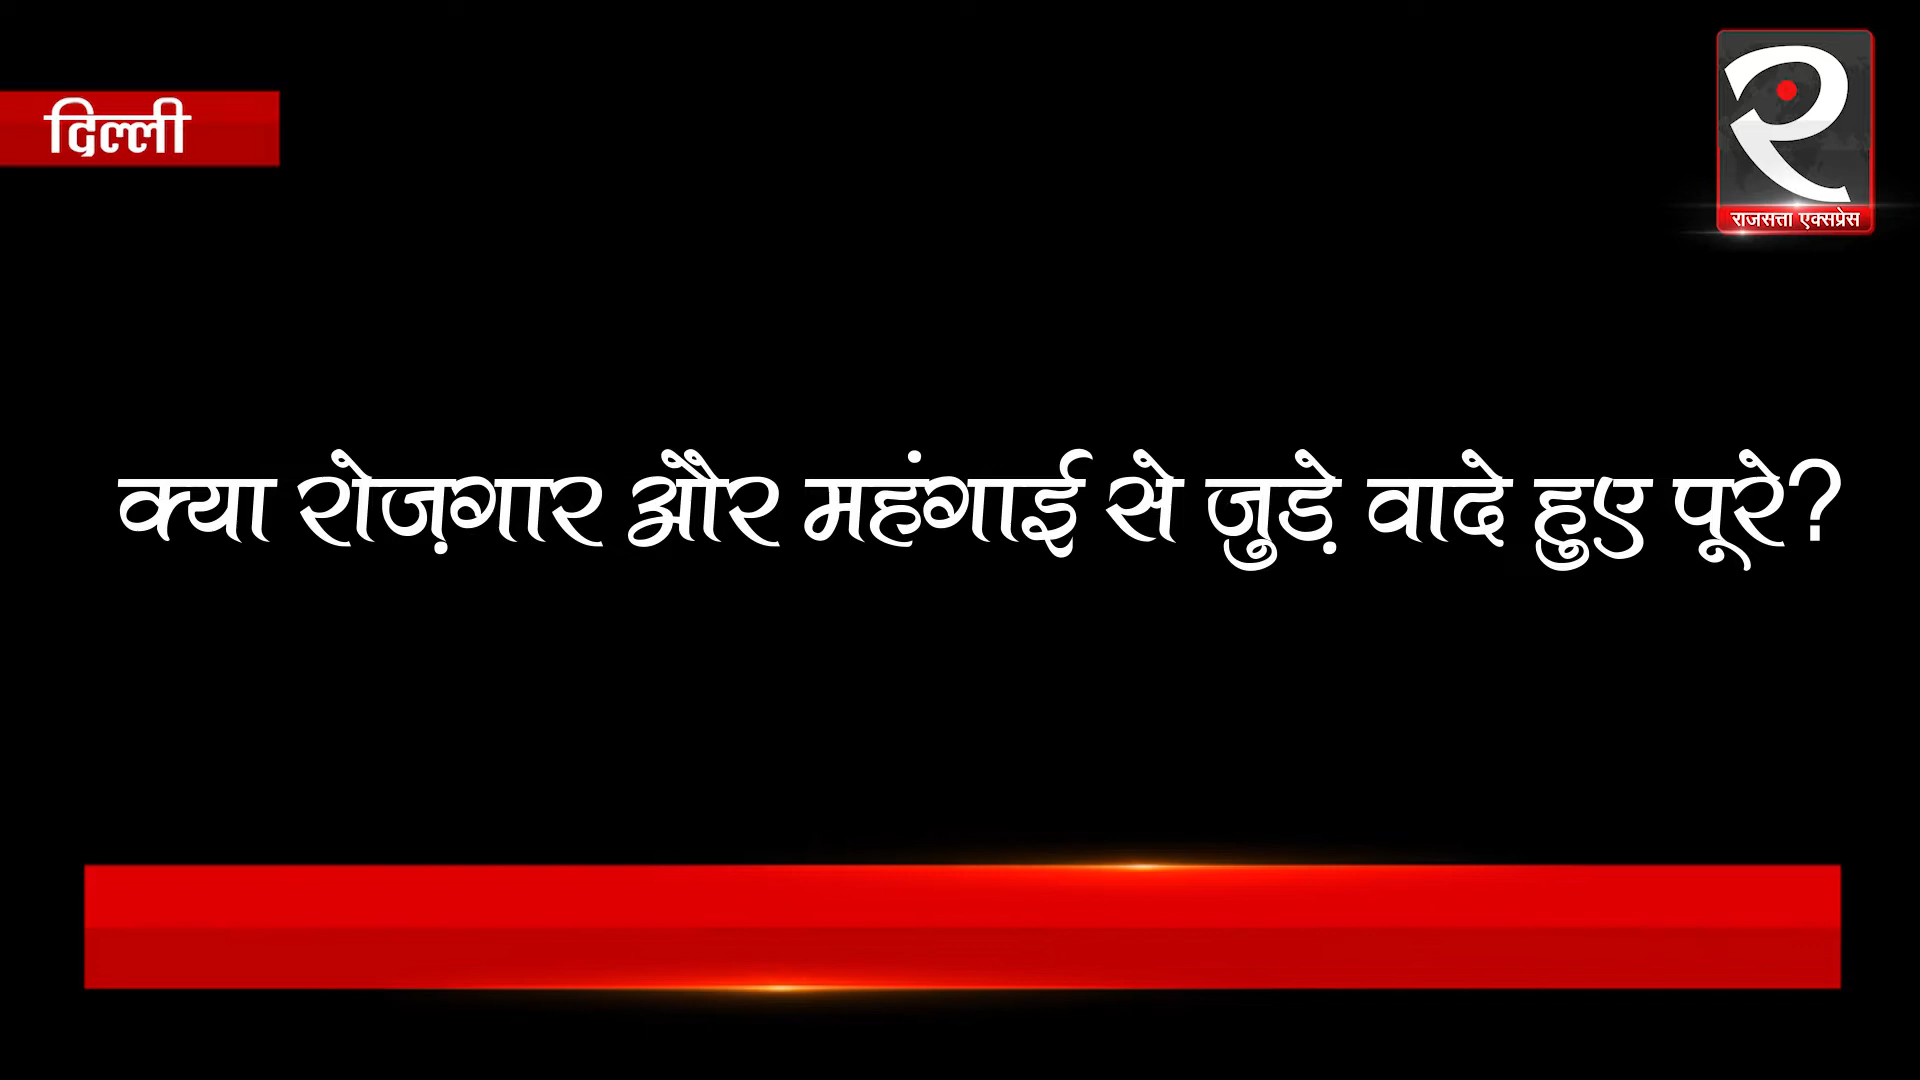 दिल्ली
राजसत्ता एक्सप्रेस
क्या रोज़गार और महंगाई से जुड़े वादे हुए पूरे?